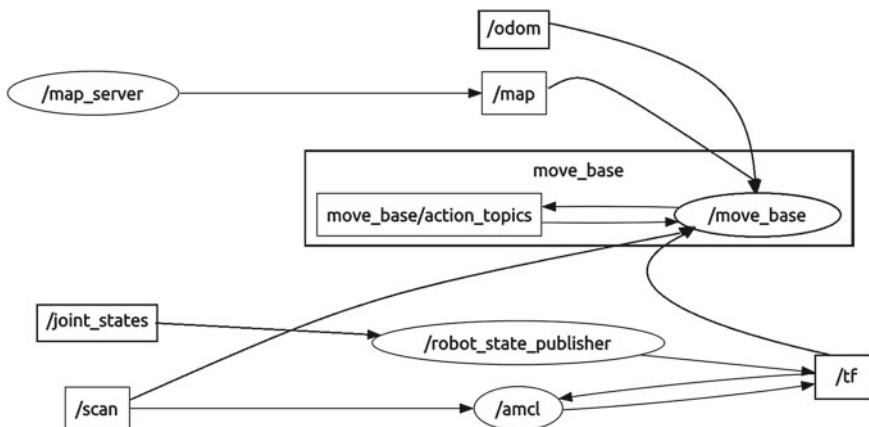 /odom
/map_server
/map
move_base
move_base/action_topics
/move_base
/joint_states
/robot_state_publisher
/tf
/scan
/amcl